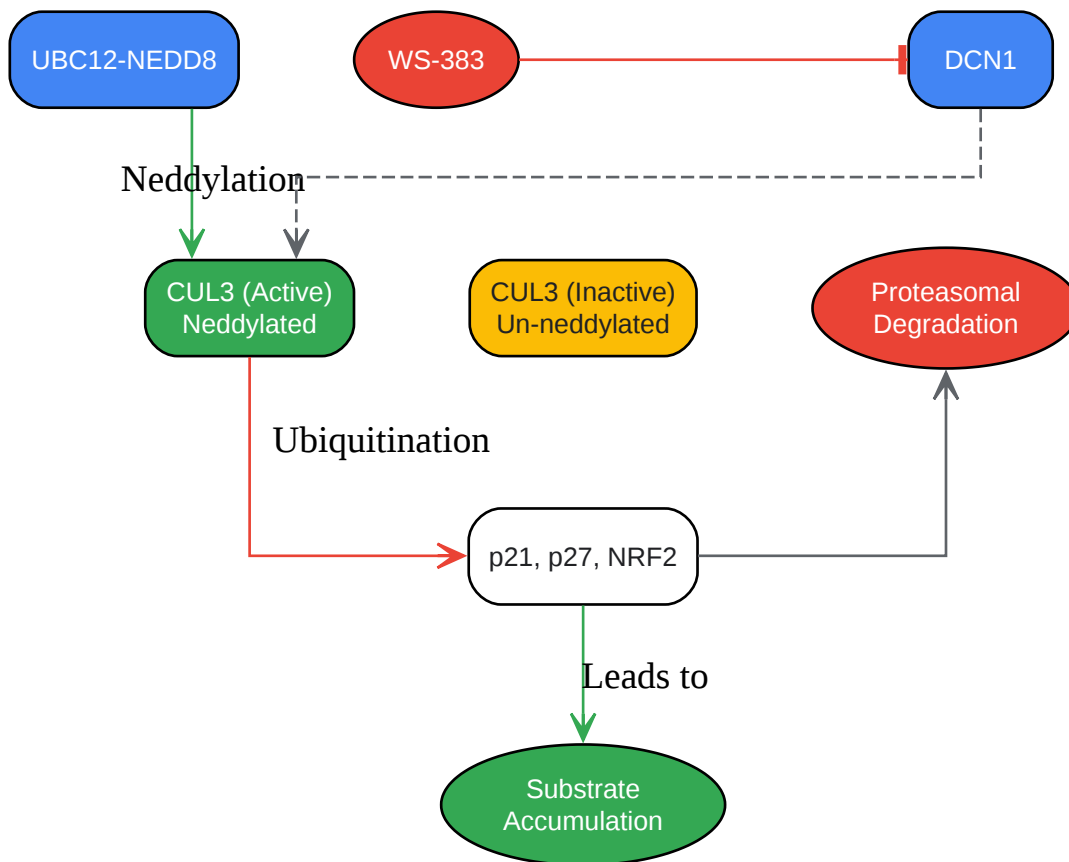 UBC12-NEDD8
WS-383
DCN1
Neddylation
CUL3 (Active)
Neddylated
CUL3 (Inactive)
Un-neddylated
Proteasomal
Degradation
Ubiquitination
p21, p27, NRF2
Leads to
Substrate
Accumulation